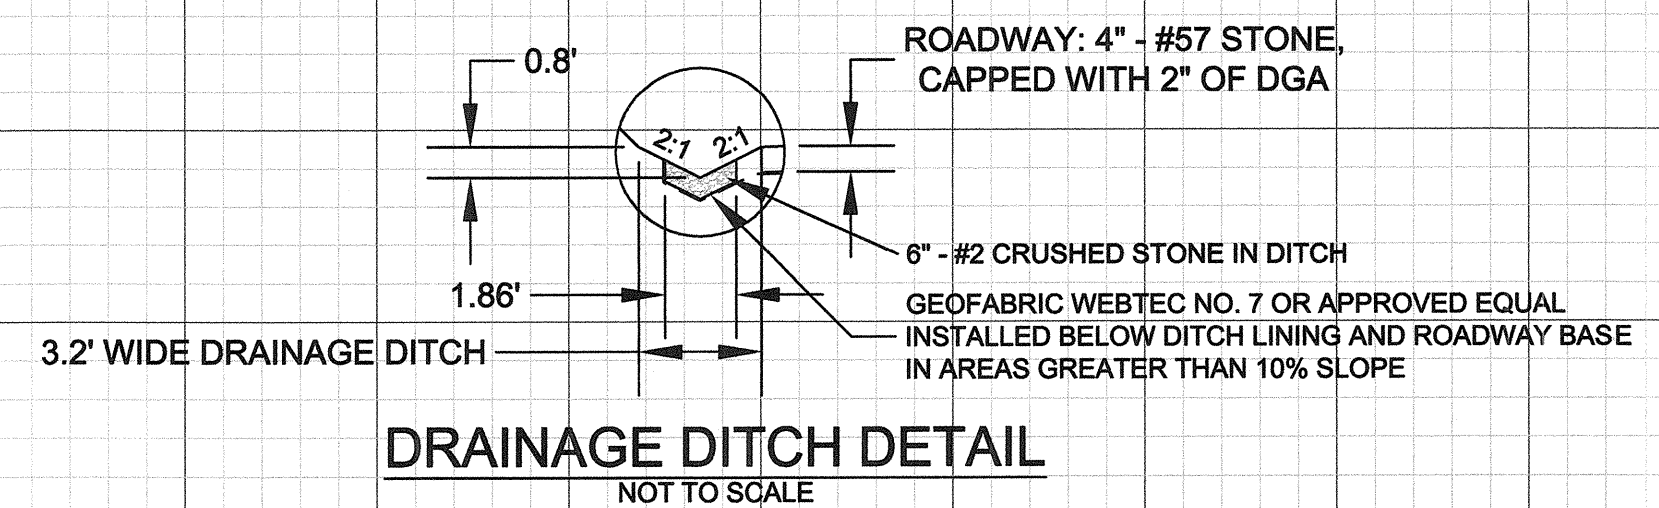 0.8'
ROADWAY: 4" - #57 STONE,
CAPPED WITH 2" OF DGA
2:1
2:1
6" - #2 CRUSHED STONE IN DITCH
1.86'
GEOFABRIC WEBTEC NO. 7 OR APPROVED EQUAL
INSTALLED BELOW DITCH LINING AND ROADWAY BASE
IN AREAS GREATER THAN 10% SLOPE
3.2' WIDE DRAINAGE DITCH
DRAINAGE DITCH DETAIL
NOT TO SCALE